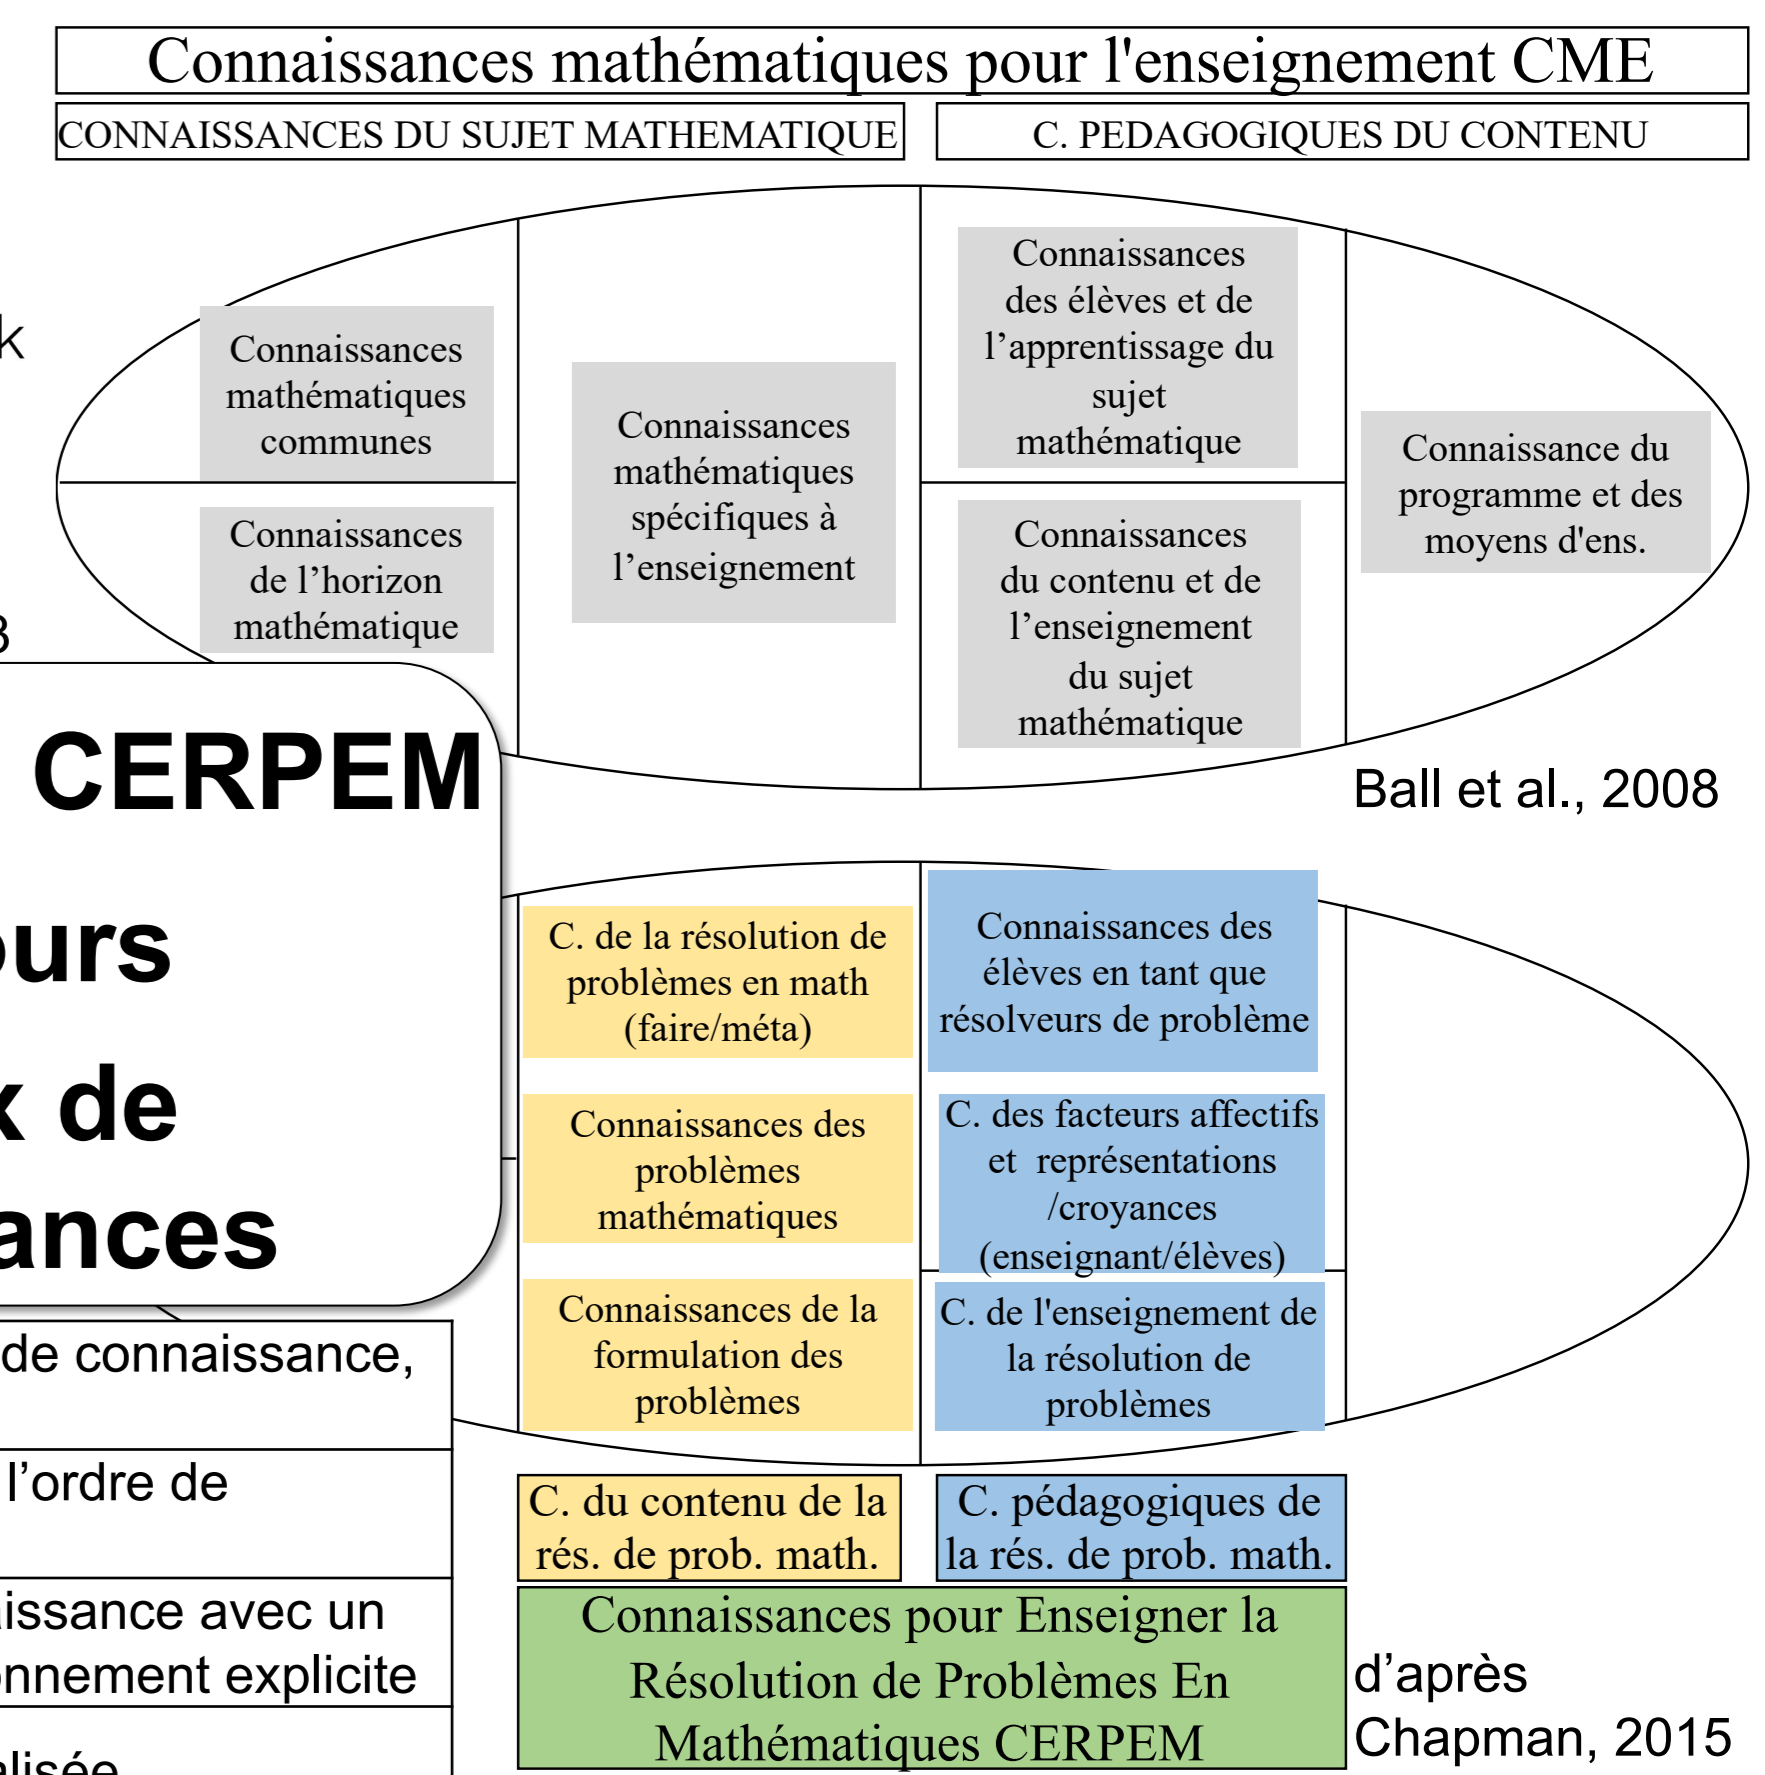 Connaissances mathématiques pour l'enseignement CME
CONNAISSANCES DU SUJET MATHEMATIQUE
C. PEDAGOGIQUES DU CONTENU
Connaissances
mathématiques
communes
Connaissances
de l’horizon
mathématique
Connaissances
mathématiques
spécifiques à
l’enseignement
Connaissances
des élèves et de
l’apprentissage du
sujet
mathématique
Connaissances
du contenu et de
l’enseignement
du sujet
mathématique
Connaissance du
programme et des
moyens d'ens.
Ball et al., 2008
CERPEM
de
C. de la résolution de
problèmes en math
(faire/méta)
Connaissances des
problèmes
mathématiques
Connaissances de la
formulation des
problèmes
Connaissances des
élèves en tant que
résolveurs de problème
C. des facteurs affectifs
et représentations
/croyances
(enseignant/élèves)
C. de l'enseignement de
la résolution de
problèmes
de connaissance,
l’ordre de
avec un
explicite
C. du contenu de la
rés. de prob. math.
C. pédagogiques de
la rés. de prob. math.
Connaissances pour Enseigner la
Résolution de Problèmes En
Mathématiques CERPEM
d’après
Chapman, 2015